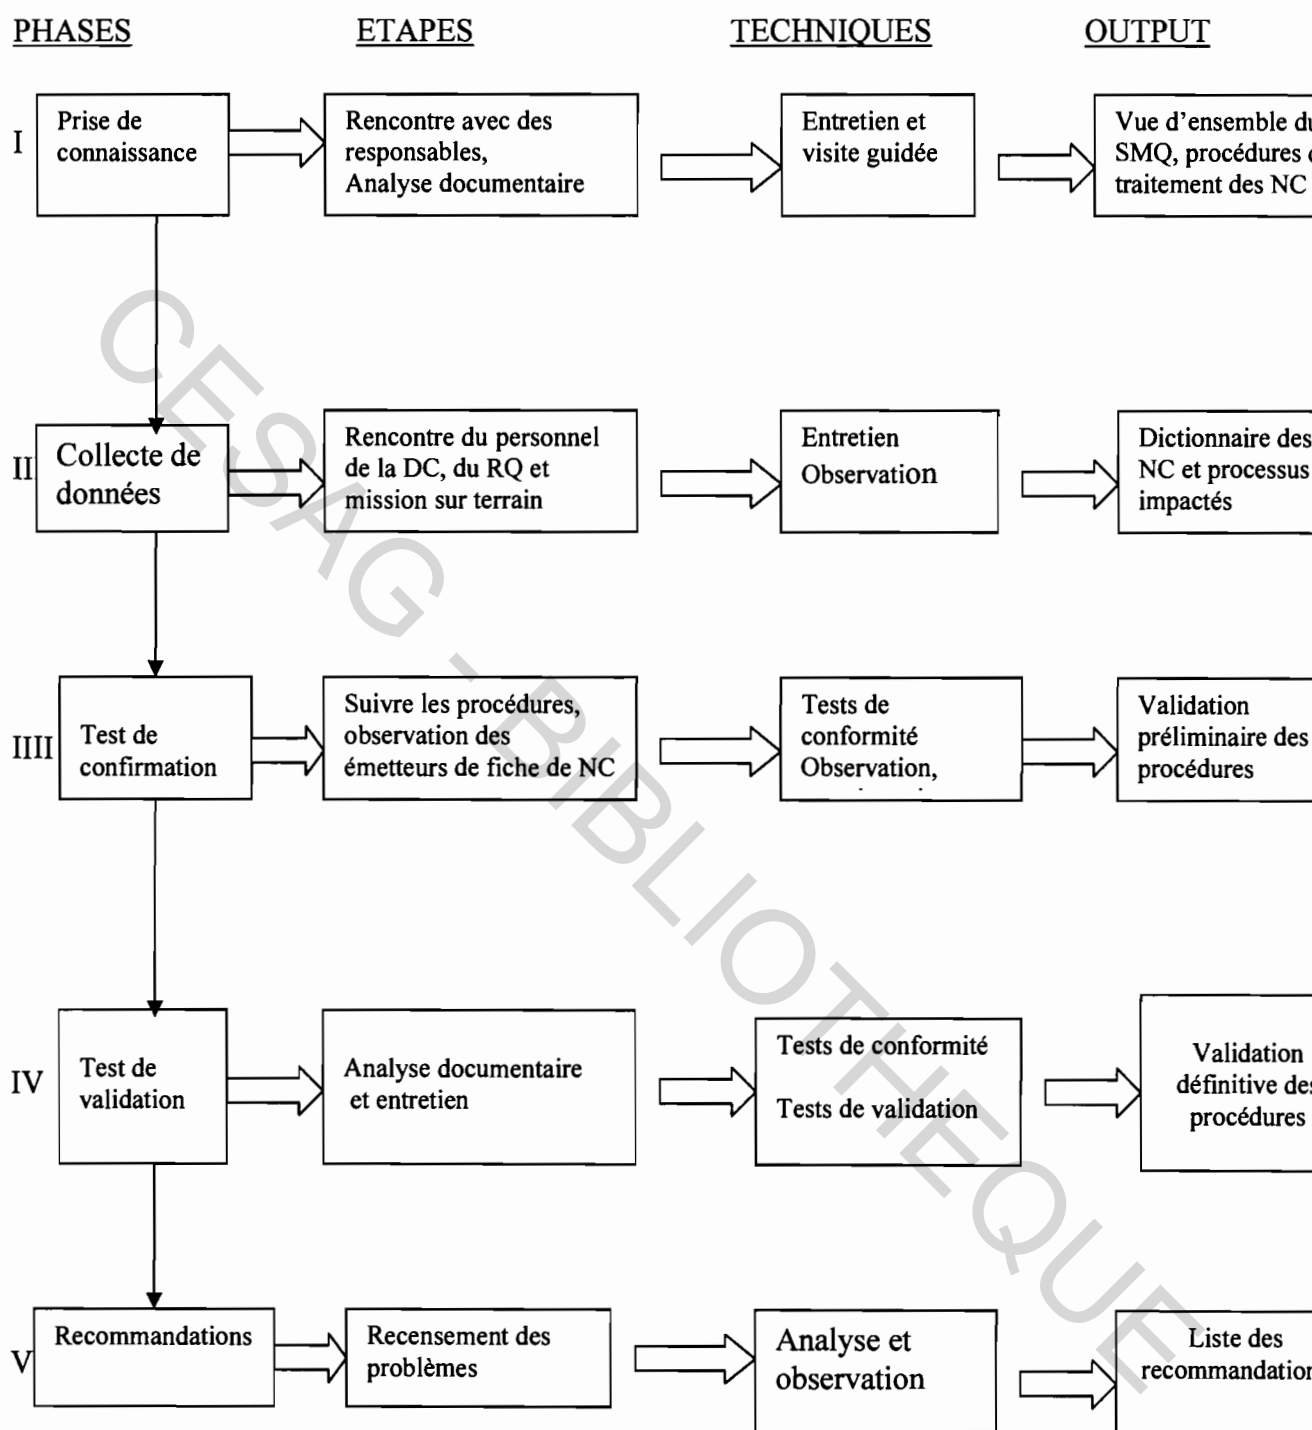 PHASES
ETAPES
TECHNIQUES
OUTPUT
I
Prise de
connaissance
Rencontre avec des
responsables,
Analyse documentaire
Entretien et
visite guidée
Vue d'ensemble du
SMQ, procédures
traitement des NC
II
Collecte de
données
Rencontre du personnel
de la DC, du RQ et
mission sur terrain
Entretien
Observation
Dictionnaire des
NC et processus
impactés
IIII
Test de
confirmation
Suivre les procédures,
observation des
émetteurs de fiche de NC
Tests de
conformité
Observation,
Validation
préliminaire des
procédures
IV
Test de
validation
Analyse documentaire
et entretien
Tests de conformité
Tests de validation
Validation
définitive des
procédures
V
Recommandations
Recensement des
problèmes
Analyse et
observation
Liste des
recommandation
CESAG - BIBLIOTHEQUE